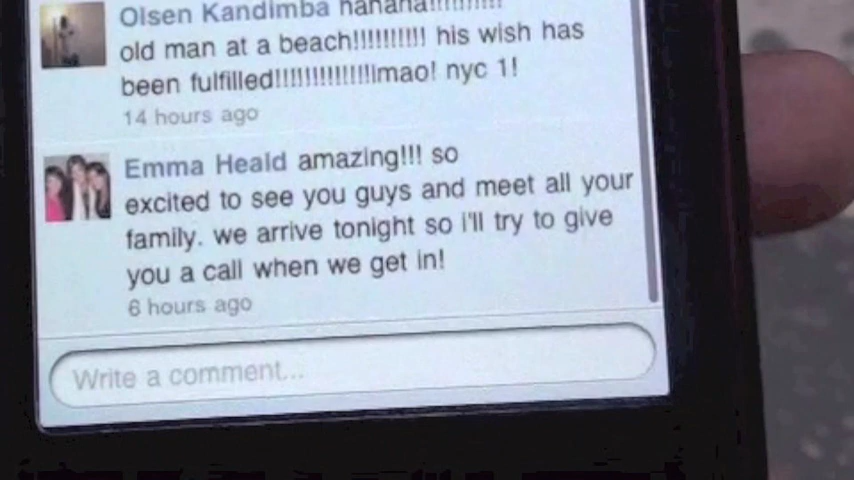 Olsen Kandimba hahaha!!!!!!!!!!
old man at a beach!!!!!!!!!! his wish has
been fulfilled!!!!!!!!!!!!!!lmao! nyc 1!
14 hours ago
Emma Heald amazing!!! so
excited to see you guys and meet all your
family. we arrive tonight so i'll try to give
you a call when we get in!
6 hours ago
Write a comment...